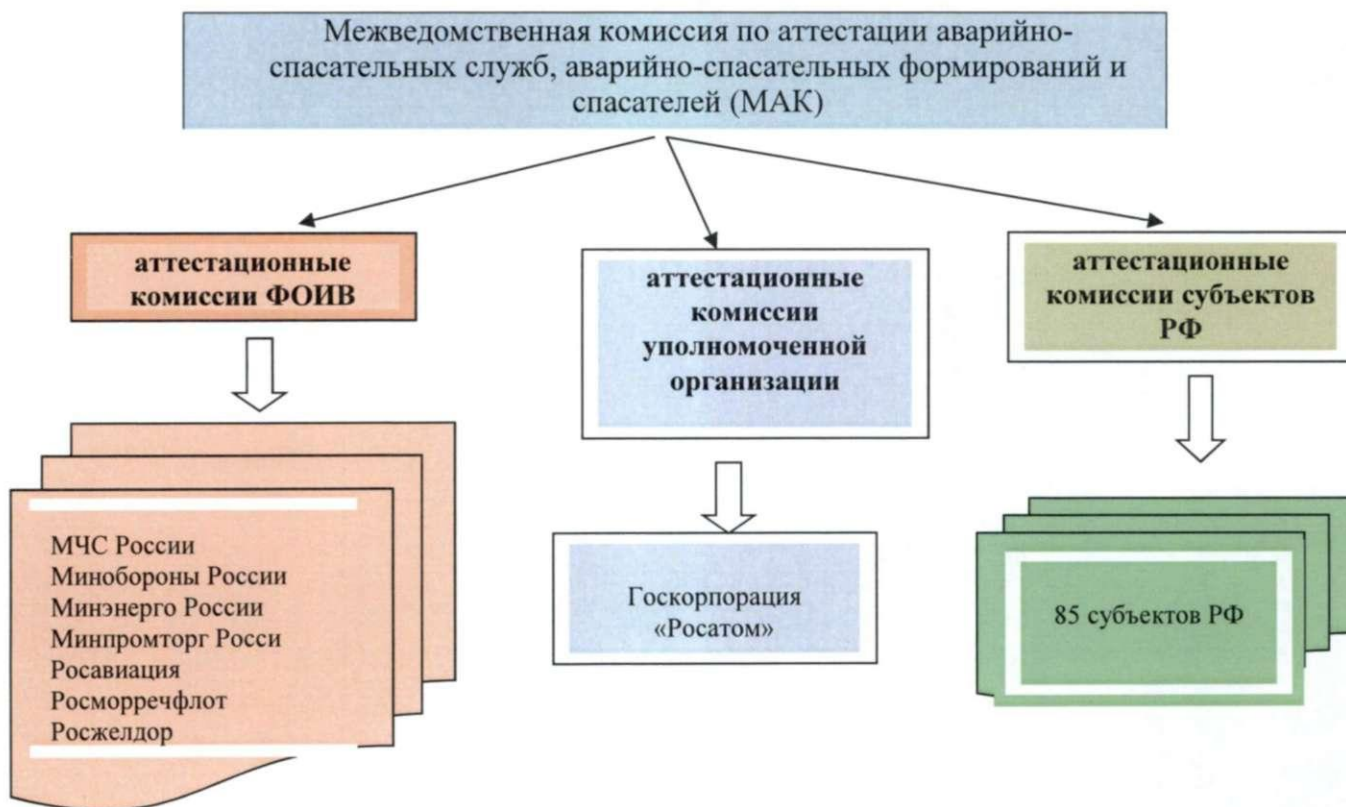 Межведомственная комиссия по аттестации аварийно-
спасательных служб, аварийно-спасательных формирований и
спасателей (МАК)
аттестационные
комиссии ФОИВ
аттестационные
комиссии
уполномоченной
организации
аттестационные
комиссии субъектов
РФ
МЧС России
Минобороны России
Минэнерго России
Минпромторг Росси
Росавиация
Росморречфлот
Росжелдор
Госкорпорация
«Росатом»
85 субъектов РФ